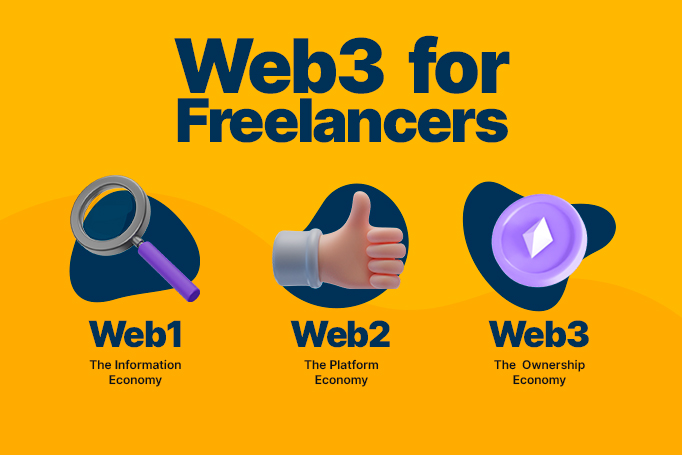 Web3 for
Freelancers
Web1
The Information
Economy
Web2
The Platform
Economy
Web3
The Ownership
Economy